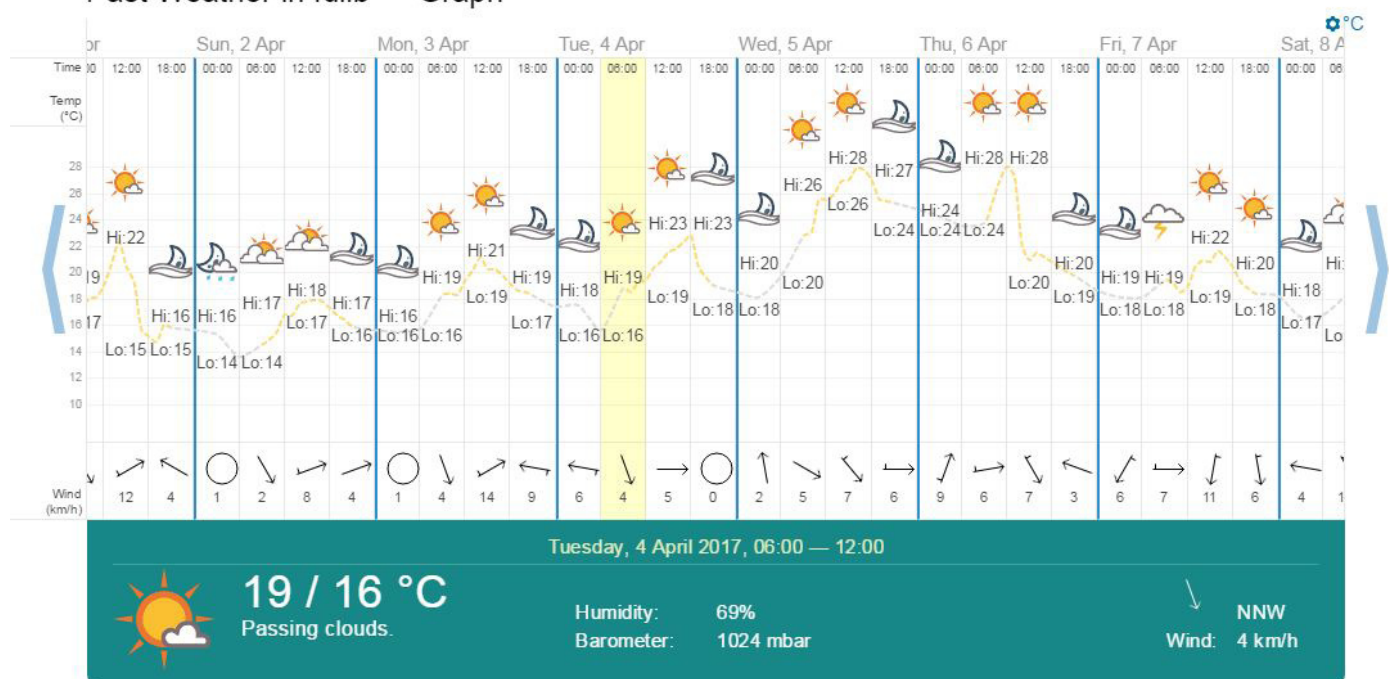 °C
Sun, 2 Apr Mon, 3 Apr Tue, 4 Apr Wed, 5 Apr Thu, 6 Apr Fri, 7 Apr Sat, 8 A
Time 12:00 18:00 00:00 06:00 12:00 18:00 00:00 06:00 12:00 18:00 00:00 06:00 12:00 18:00 00:00 06:00 12:00 18:00 00:00 06:00 12:00 18:00 00:00 06:00 12:00 18:00 00:00 06
Temp
(°C)
28
26
24
22
20
18
16
14
12
10
Hi:22 Hi:16 Hi:16 Hi:17 Hi:18 Hi:17 Hi:16 Hi:19 Hi:21 Hi:19 Hi:18 Hi:19 Hi:23 Hi:23 Hi:20 Hi:26 Hi:28 Hi:27 Hi:24 Hi:28 Hi:28 Hi:20 Hi:19 Hi:19 Hi:22 Hi:20 Hi:18 Hi:
19
17 Lo:15 Lo:15 Lo:14 Lo:14 Lo:17 Lo:16 Lo:16 Lo:16 Lo:19 Lo:17 Lo:16 Lo:16 Lo:19 Lo:18 Lo:18 Lo:20 Lo:26 Lo:24 Lo:24 Lo:24 Lo:20 Lo:19 Lo:18 Lo:18 Lo:19 Lo:18 Lo:17 Lo
Wind
(km/h)
12 4 1 2 8 4 1 4 14 9 6 4 5 0 2 5 7 6 9 6 7 3 6 7 11 6 4 1
Tuesday, 4 April 2017, 06:00 — 12:00
19 / 16 °C
Passing clouds.
Humidity: 69%
Barometer: 1024 mbar
NNW
Wind: 4 km/h